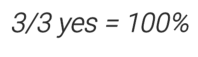 3/3 yes = 100%